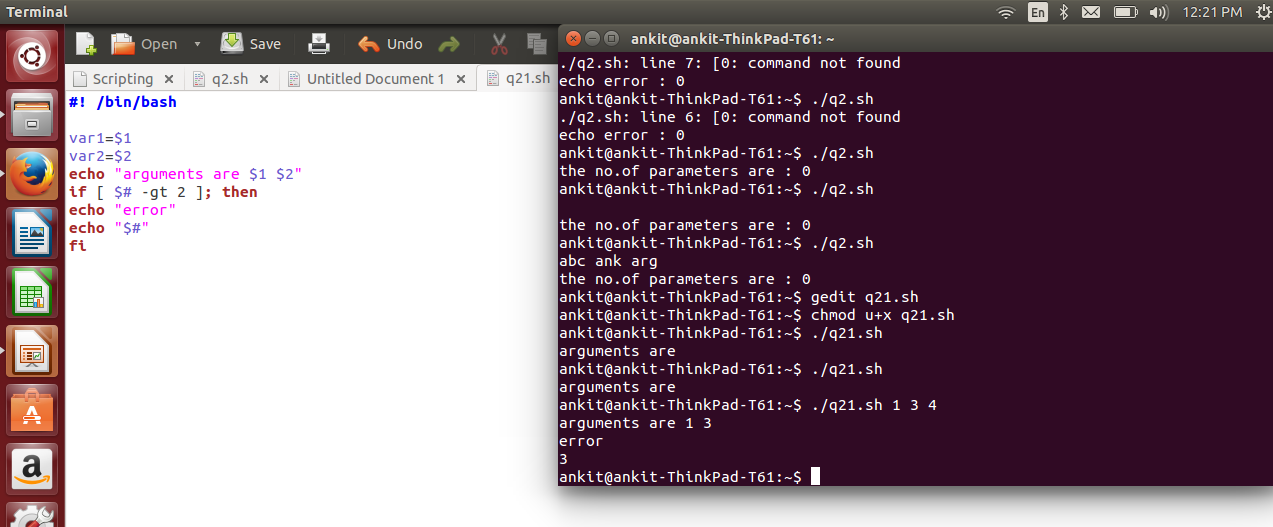 Terminal
En
12:21 PM
Open
Save
Undo
Scripting
q2.sh
Untitled Document 1
q21.sh
#! /bin/bash
var1=$1
var2=$2
echo "arguments are $1 $2"
if [ $# -gt 2 ]; then
echo "error"
echo "$#"
fi
ankit@ankit-ThinkPad-T61: ~
./q2.sh: line 7: [0: command not found
echo error : 0
ankit@ankit-ThinkPad-T61:~$ ./q2.sh
./q2.sh: line 6: [0: command not found
echo error : 0
ankit@ankit-ThinkPad-T61:~$ ./q2.sh
the no.of parameters are : 0
ankit@ankit-ThinkPad-T61:~$ ./q2.sh
the no.of parameters are : 0
ankit@ankit-ThinkPad-T61:~$ ./q2.sh
abc ank arg
the no.of parameters are : 0
ankit@ankit-ThinkPad-T61:~$ gedit q21.sh
ankit@ankit-ThinkPad-T61:~$ chmod u+x q21.sh
ankit@ankit-ThinkPad-T61:~$ ./q21.sh
arguments are
ankit@ankit-ThinkPad-T61:~$ ./q21.sh
arguments are
ankit@ankit-ThinkPad-T61:~$ ./q21.sh 1 3 4
arguments are 1 3
error
3
ankit@ankit-ThinkPad-T61:~$